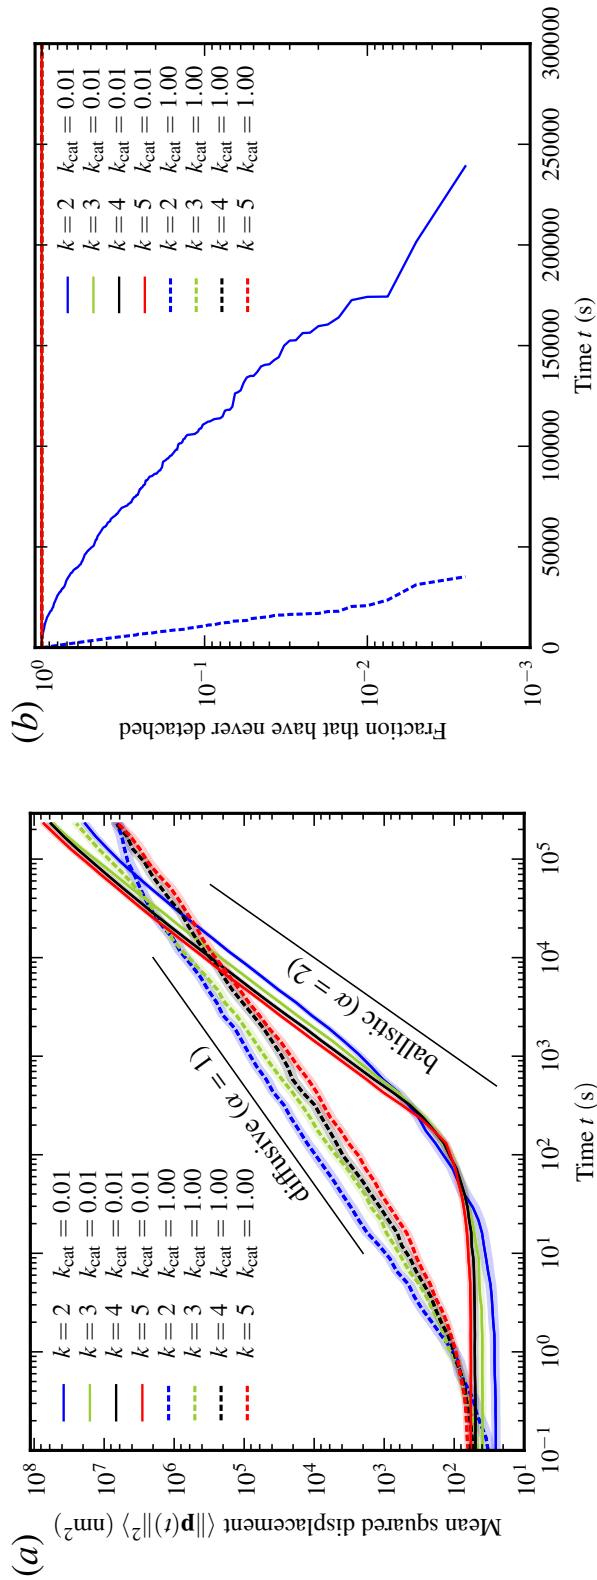 (a)
Mean squared displacement ⟨||p(t)||²⟩ (nm²)
10⁸
10⁷
10⁶
10⁵
10⁴
10³
10²
10¹
k = 2 k_cat = 0.01
k = 3 k_cat = 0.01
k = 4 k_cat = 0.01
k = 5 k_cat = 0.01
k = 2 k_cat = 1.00
k = 3 k_cat = 1.00
k = 4 k_cat = 1.00
k = 5 k_cat = 1.00
diffusive (α = 1)
ballistic (α = 2)
10⁻¹ 10⁰ 10¹ 10² 10³ 10⁴ 10⁵
Time t (s)
(b)
Fraction that have never detached
10⁰
10⁻¹
10⁻²
10⁻³
k = 2 k_cat = 0.01
k = 3 k_cat = 0.01
k = 4 k_cat = 0.01
k = 5 k_cat = 0.01
k = 2 k_cat = 1.00
k = 3 k_cat = 1.00
k = 4 k_cat = 1.00
k = 5 k_cat = 1.00
0 50000 100000 150000 200000 250000 300000
Time t (s)